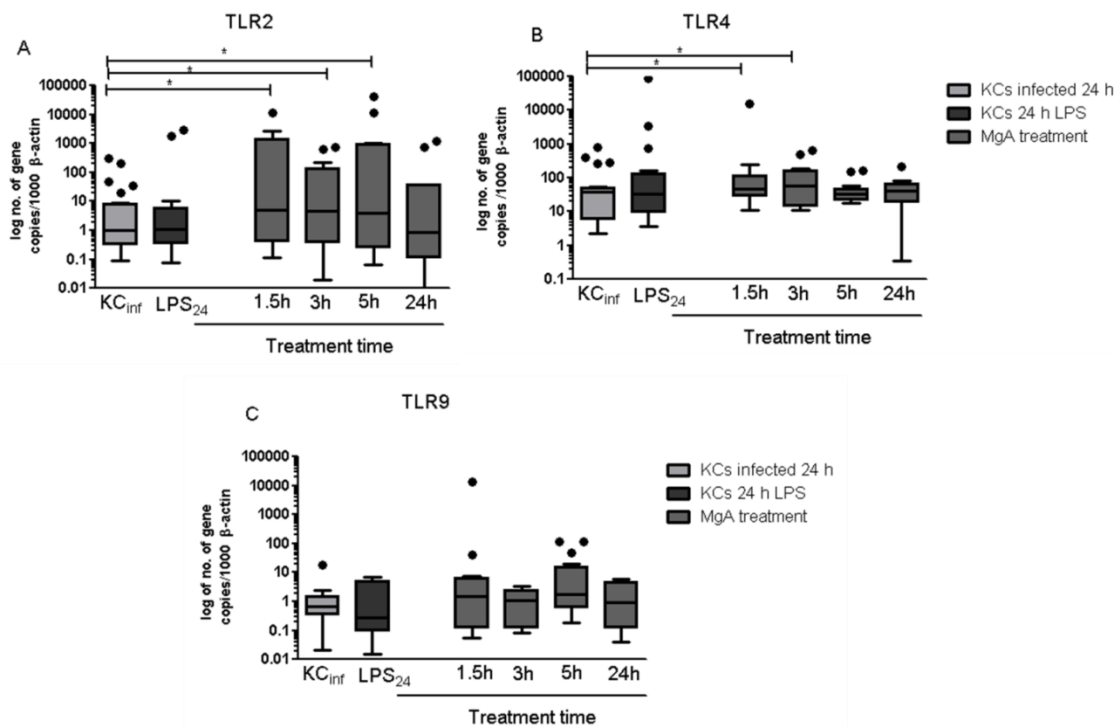 TLR2
A
*
*
*
log no. of gene
copies/1000 β-actin
100000
10000
1000
100
10
1
0.1
0.01
KCinf
LPS24
1.5h
3h
5h
24h
Treatment time
TLR4
B
*
*
log no. of gene
copies /1000 β-actin
100000
10000
1000
100
10
1
0.1
KCinf
LPS24
1.5h
3h
5h
24h
Treatment time
KCs infected 24 h
KCs 24 h LPS
MgA treatment
TLR9
C
log of no. of gene
copies/1000 β-actin
100000
10000
1000
100
10
1
0.1
0.01
KCinf
LPS24
1.5h
3h
5h
24h
Treatment time
KCs infected 24 h
KCs 24 h LPS
MgA treatment